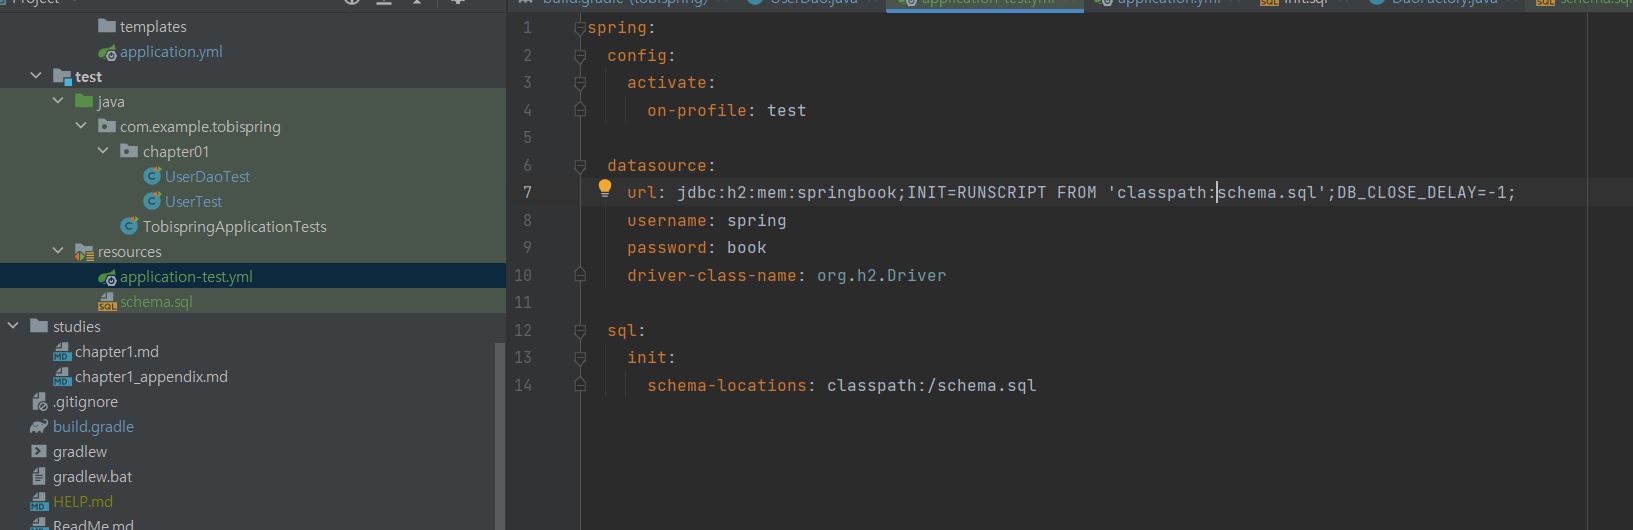 Project
templates
application.yml
test
java
com.example.tobispring
chapter01
UserDaoTest
UserTest
TobispringApplicationTests
resources
application-test.yml
schema.sql
studies
chapter1.md
chapter1_appendix.md
.gitignore
build.gradle
gradlew
gradlew.bat
HELP.md
ReadMe.md
build.gradle (tobispring)
UserDao.java
application-test.yml
application.yml
init.sql
DaoFactory.java
schema.sql
1 spring:
2 config:
3 activate:
4 on-profile: test
5
6 datasource:
7 url: jdbc:h2:mem:springbook;INIT=RUNSCRIPT FROM 'classpath:schema.sql';DB_CLOSE_DELAY=-1;
8 username: spring
9 password: book
10 driver-class-name: org.h2.Driver
11
12 sql:
13 init:
14 schema-locations: classpath:/schema.sql